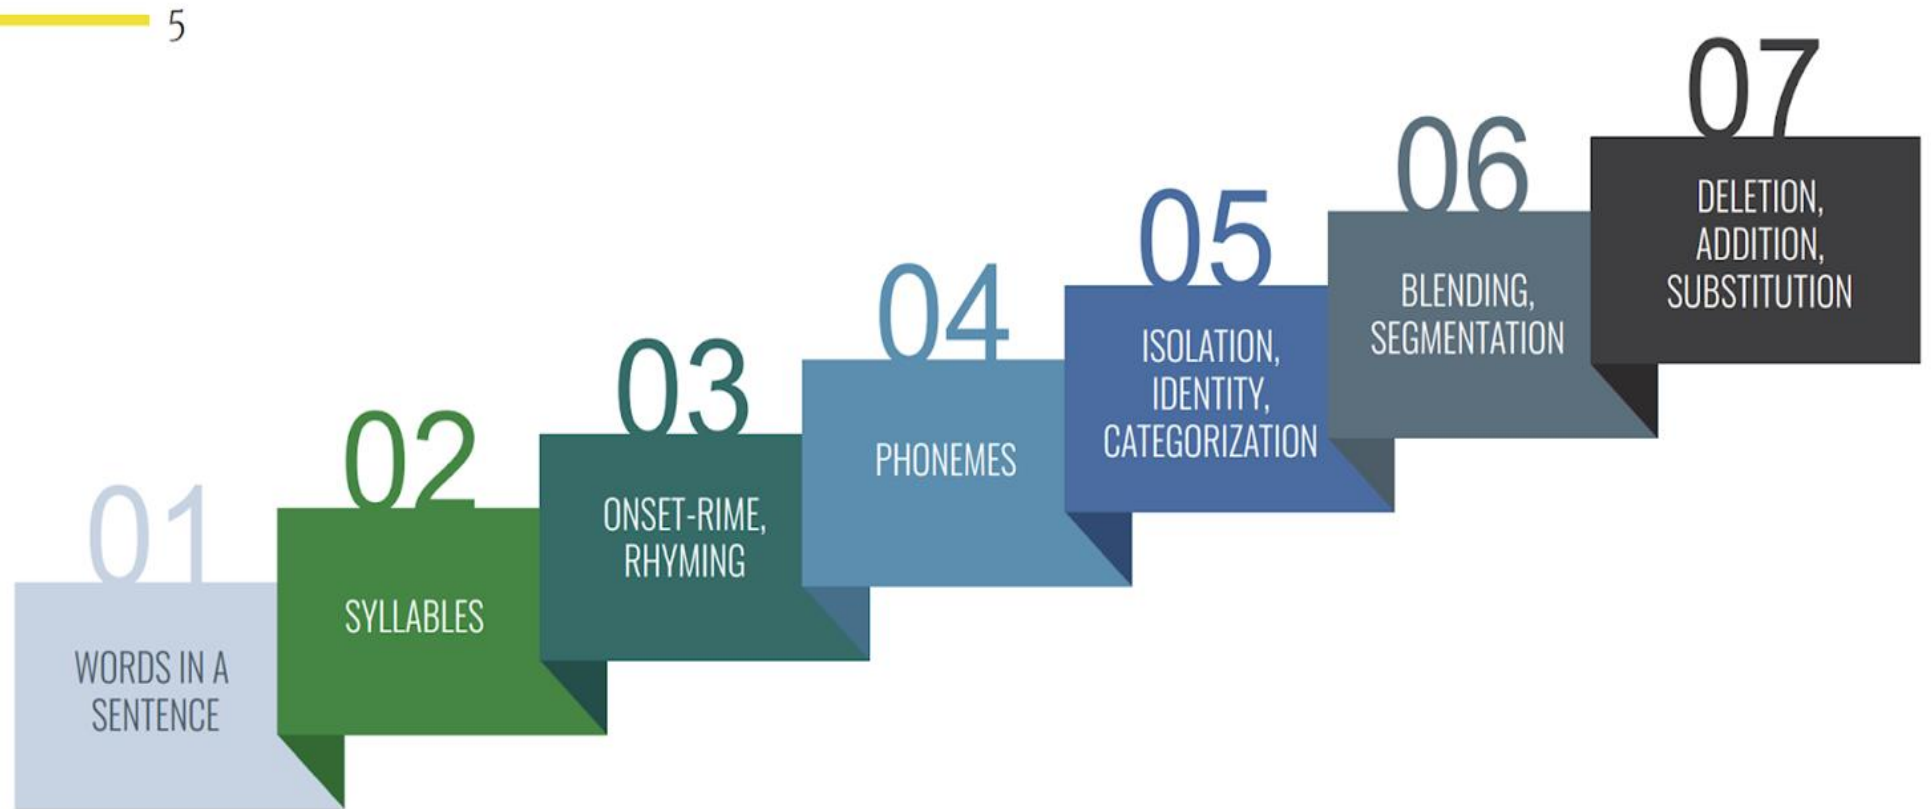 5
01
WORDS IN A
SENTENCE
02
SYLLABLES
03
ONSET-RIME,
RHYMING
04
PHONEMES
05
ISOLATION,
IDENTITY,
CATEGORIZATION
06
BLENDING,
SEGMENTATION
07
DELETION,
ADDITION,
SUBSTITUTION